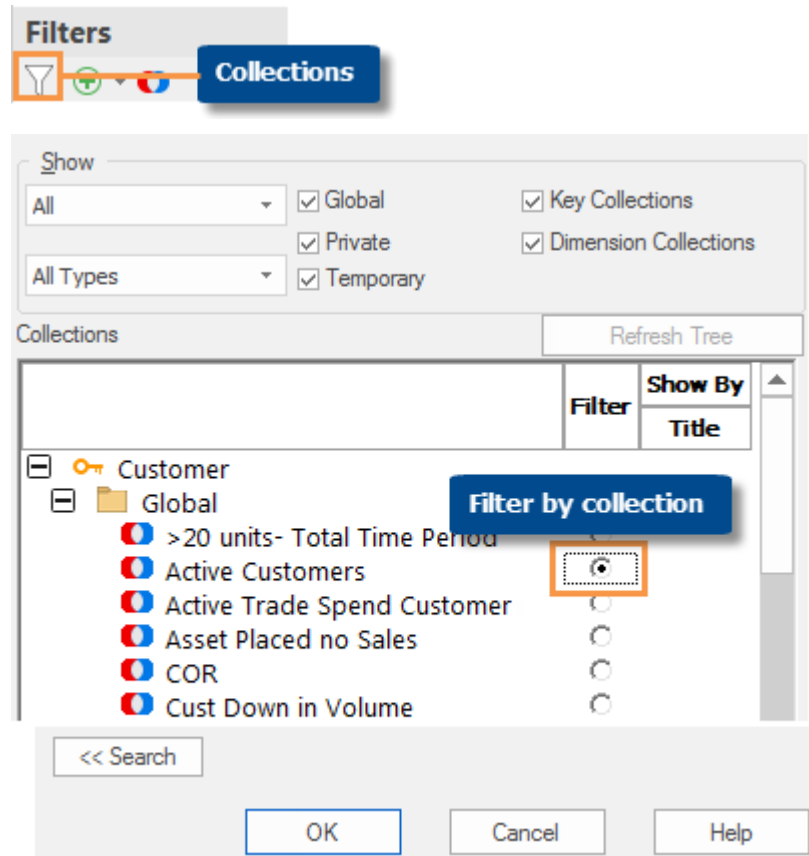 Filters
Collections
Show
All
Global
Key Collections
Private
Dimension Collections
All Types
Temporary
Collections
Refresh Tree
Filter
Show By
Title
Customer
Global
Filter by collection
>20 units- Total Time Period
Active Customers
Active Trade Spend Customer
Asset Placed no Sales
COR
Cust Down in Volume
<< Search
OK
Cancel
Help